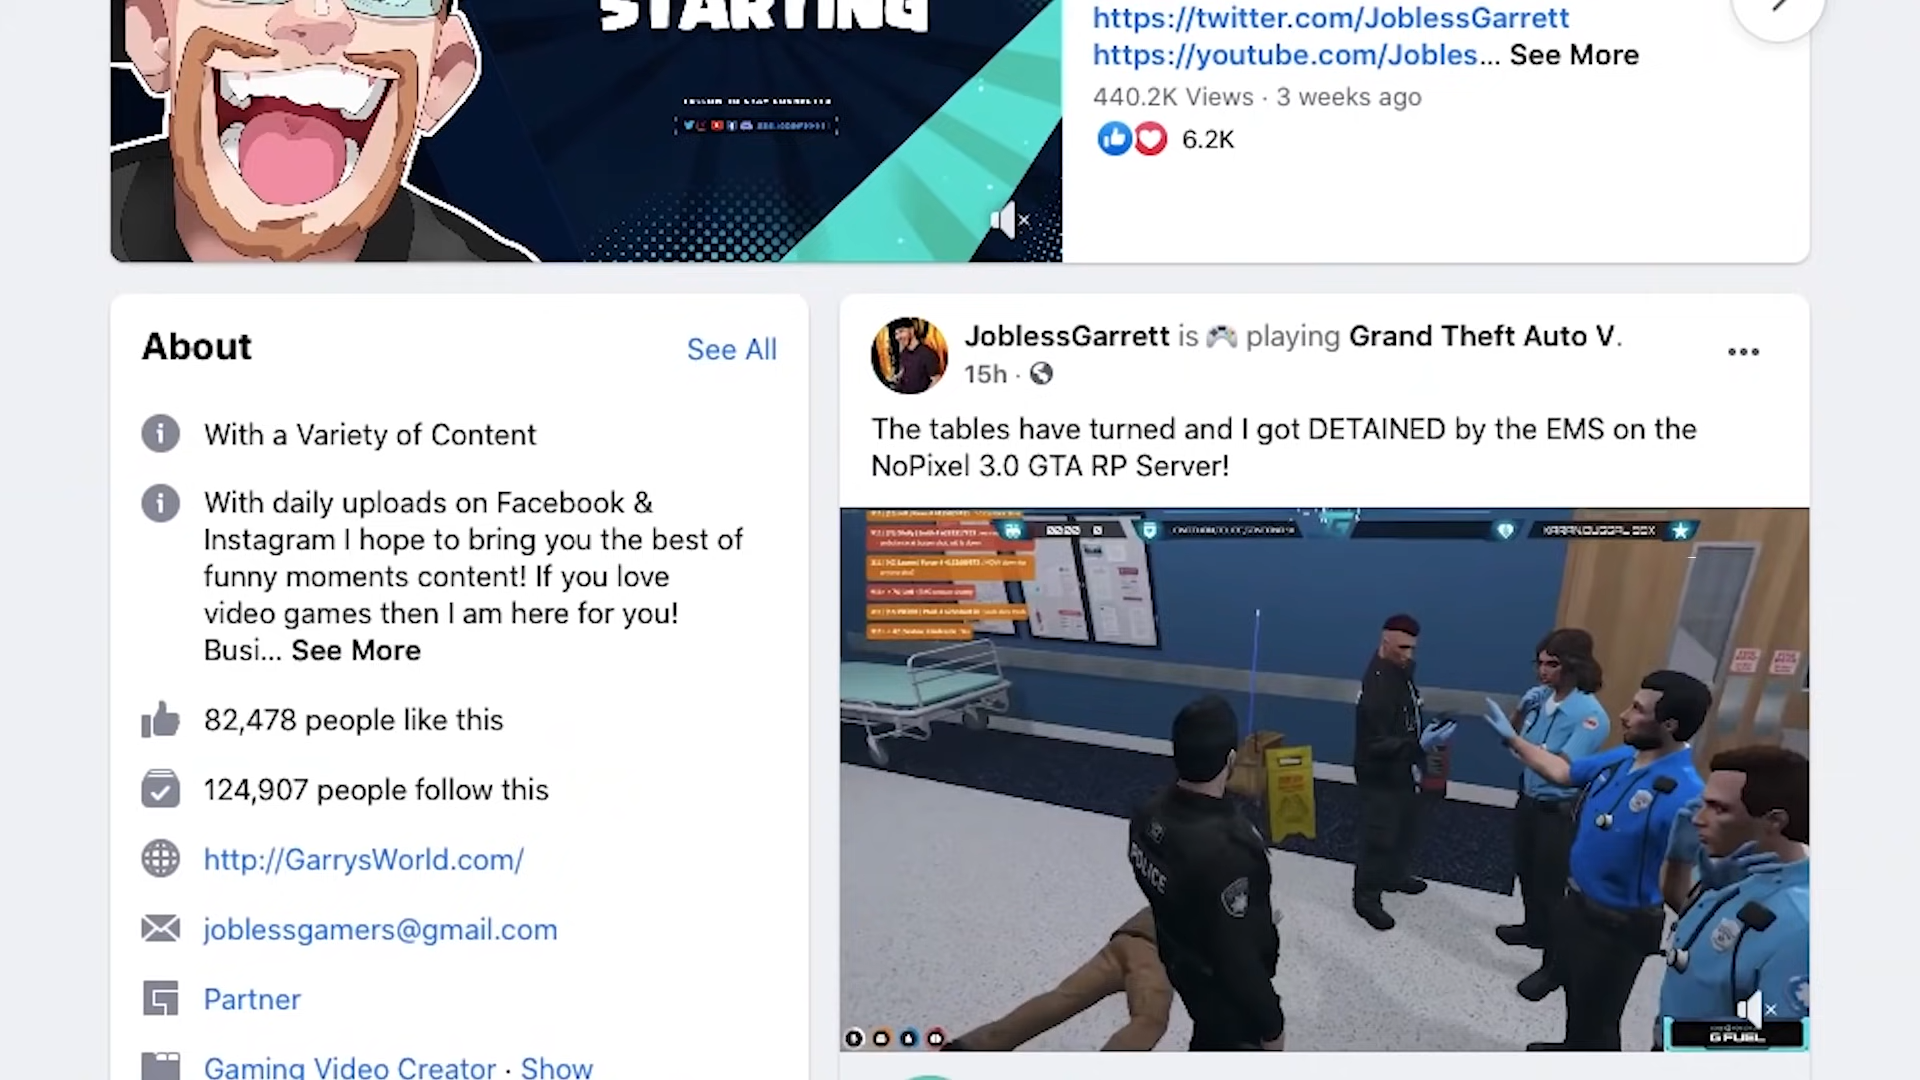 STARTING
https://twitter.com/JoblessGarrett
https://youtube.com/Jobles... See More
440.2K Views · 3 weeks ago
6.2K
About
See All
With a Variety of Content
With daily uploads on Facebook &
Instagram I hope to bring you the best of
funny moments content! If you love
video games then I am here for you!
Busi... See More
82,478 people like this
124,907 people follow this
http://GarrysWorld.com/
joblessgamers@gmail.com
Partner
Gaming Video Creator · Show
JoblessGarrett is 🎮 playing Grand Theft Auto V.
15h ·
The tables have turned and I got DETAINED by the EMS on the
NoPixel 3.0 GTA RP Server!
POLICE
G FUEL